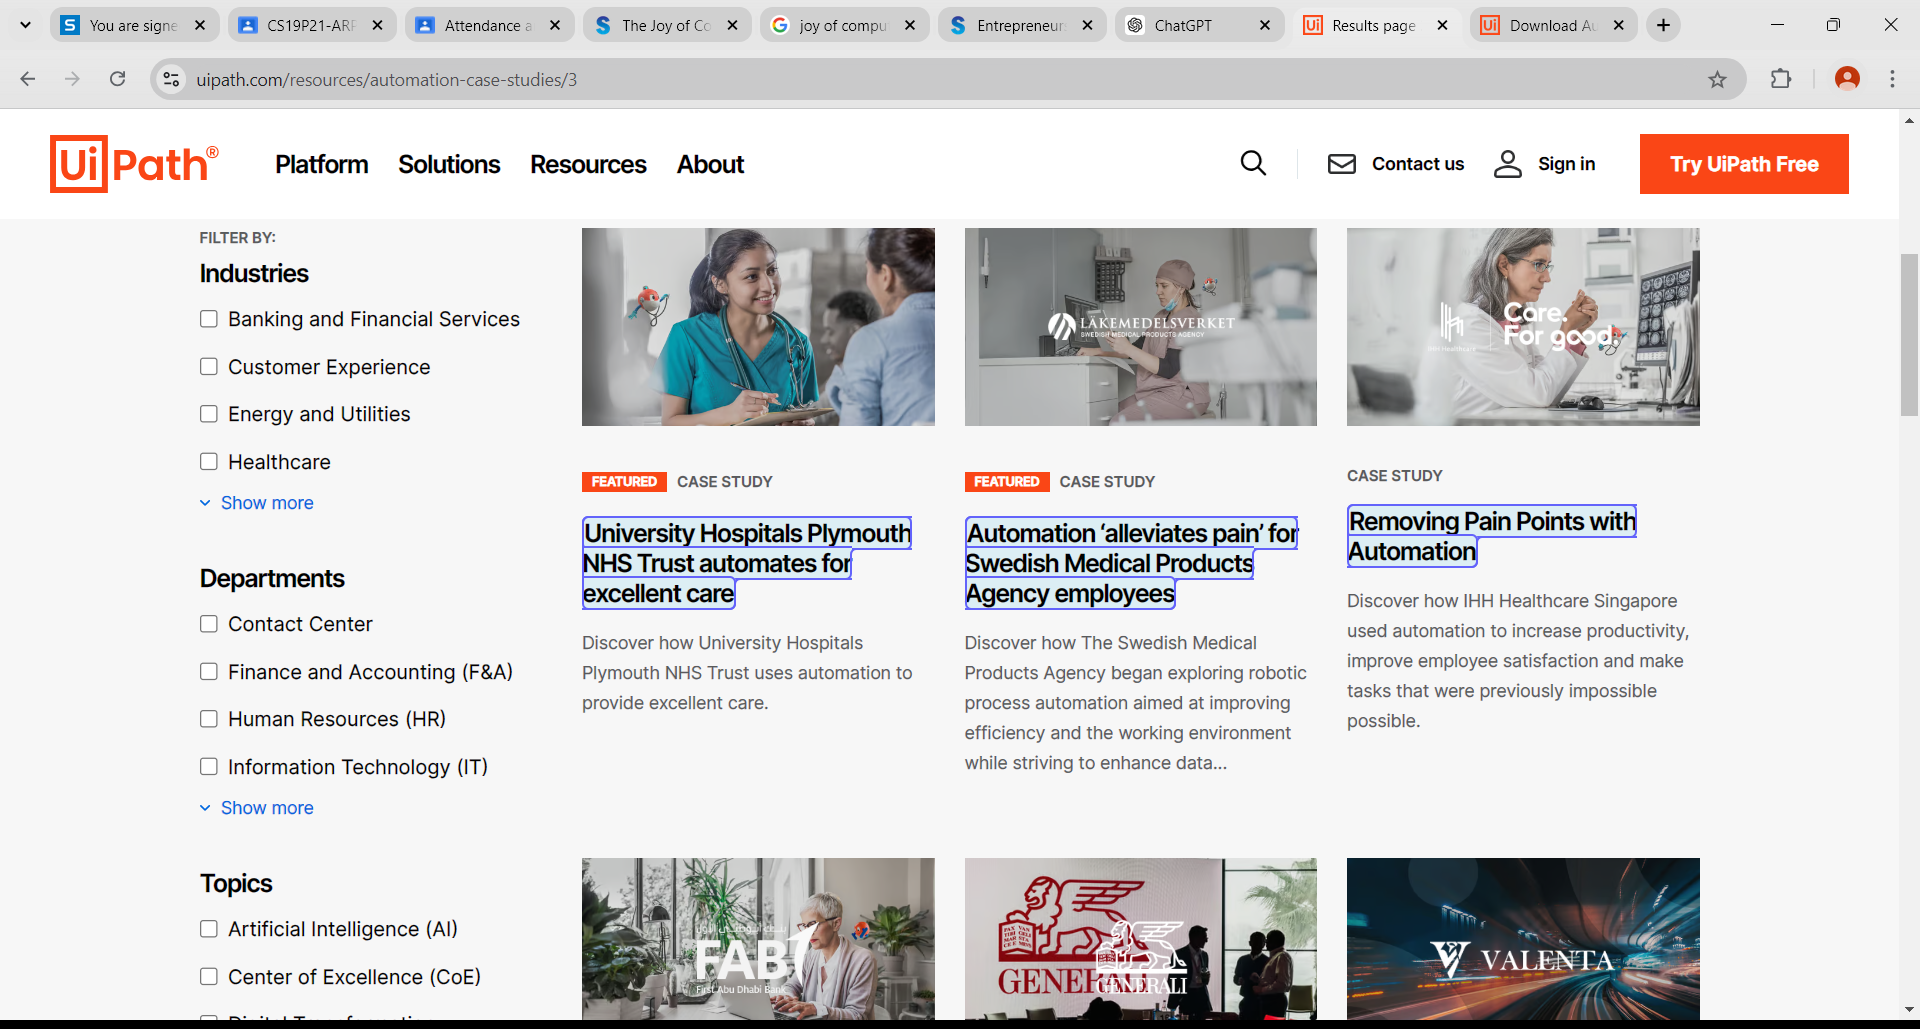 You are signe
CS19P21-ARP
Attendance a
The Joy of Co
joy of compu
Entrepreneur
ChatGPT
Results page
Download Au
uipath.com/resources/automation-case-studies/3
UiPath®
Platform
Solutions
Resources
About
Contact us
Sign in
Try UiPath Free
FILTER BY:
Industries
Banking and Financial Services
Customer Experience
Energy and Utilities
Healthcare
Show more
Departments
Contact Center
Finance and Accounting (F&A)
Human Resources (HR)
Information Technology (IT)
Show more
Topics
Artificial Intelligence (AI)
Center of Excellence (CoE)
FEATURED CASE STUDY
University Hospitals Plymouth
NHS Trust automates for
excellent care
Discover how University Hospitals
Plymouth NHS Trust uses automation to
provide excellent care.
LÄKEMEDELSVERKET
SWEDISH MEDICAL PRODUCTS AGENCY
FEATURED CASE STUDY
Automation ‘alleviates pain’ for
Swedish Medical Products
Agency employees
Discover how The Swedish Medical
Products Agency began exploring robotic
process automation aimed at improving
efficiency and the working environment
while striving to enhance data...
IHH Healthcare
Care.
For good.
CASE STUDY
Removing Pain Points with
Automation
Discover how IHH Healthcare Singapore
used automation to increase productivity,
improve employee satisfaction and make
tasks that were previously impossible
possible.
FAB
First Abu Dhabi Bank
GENERALI
VALENTA